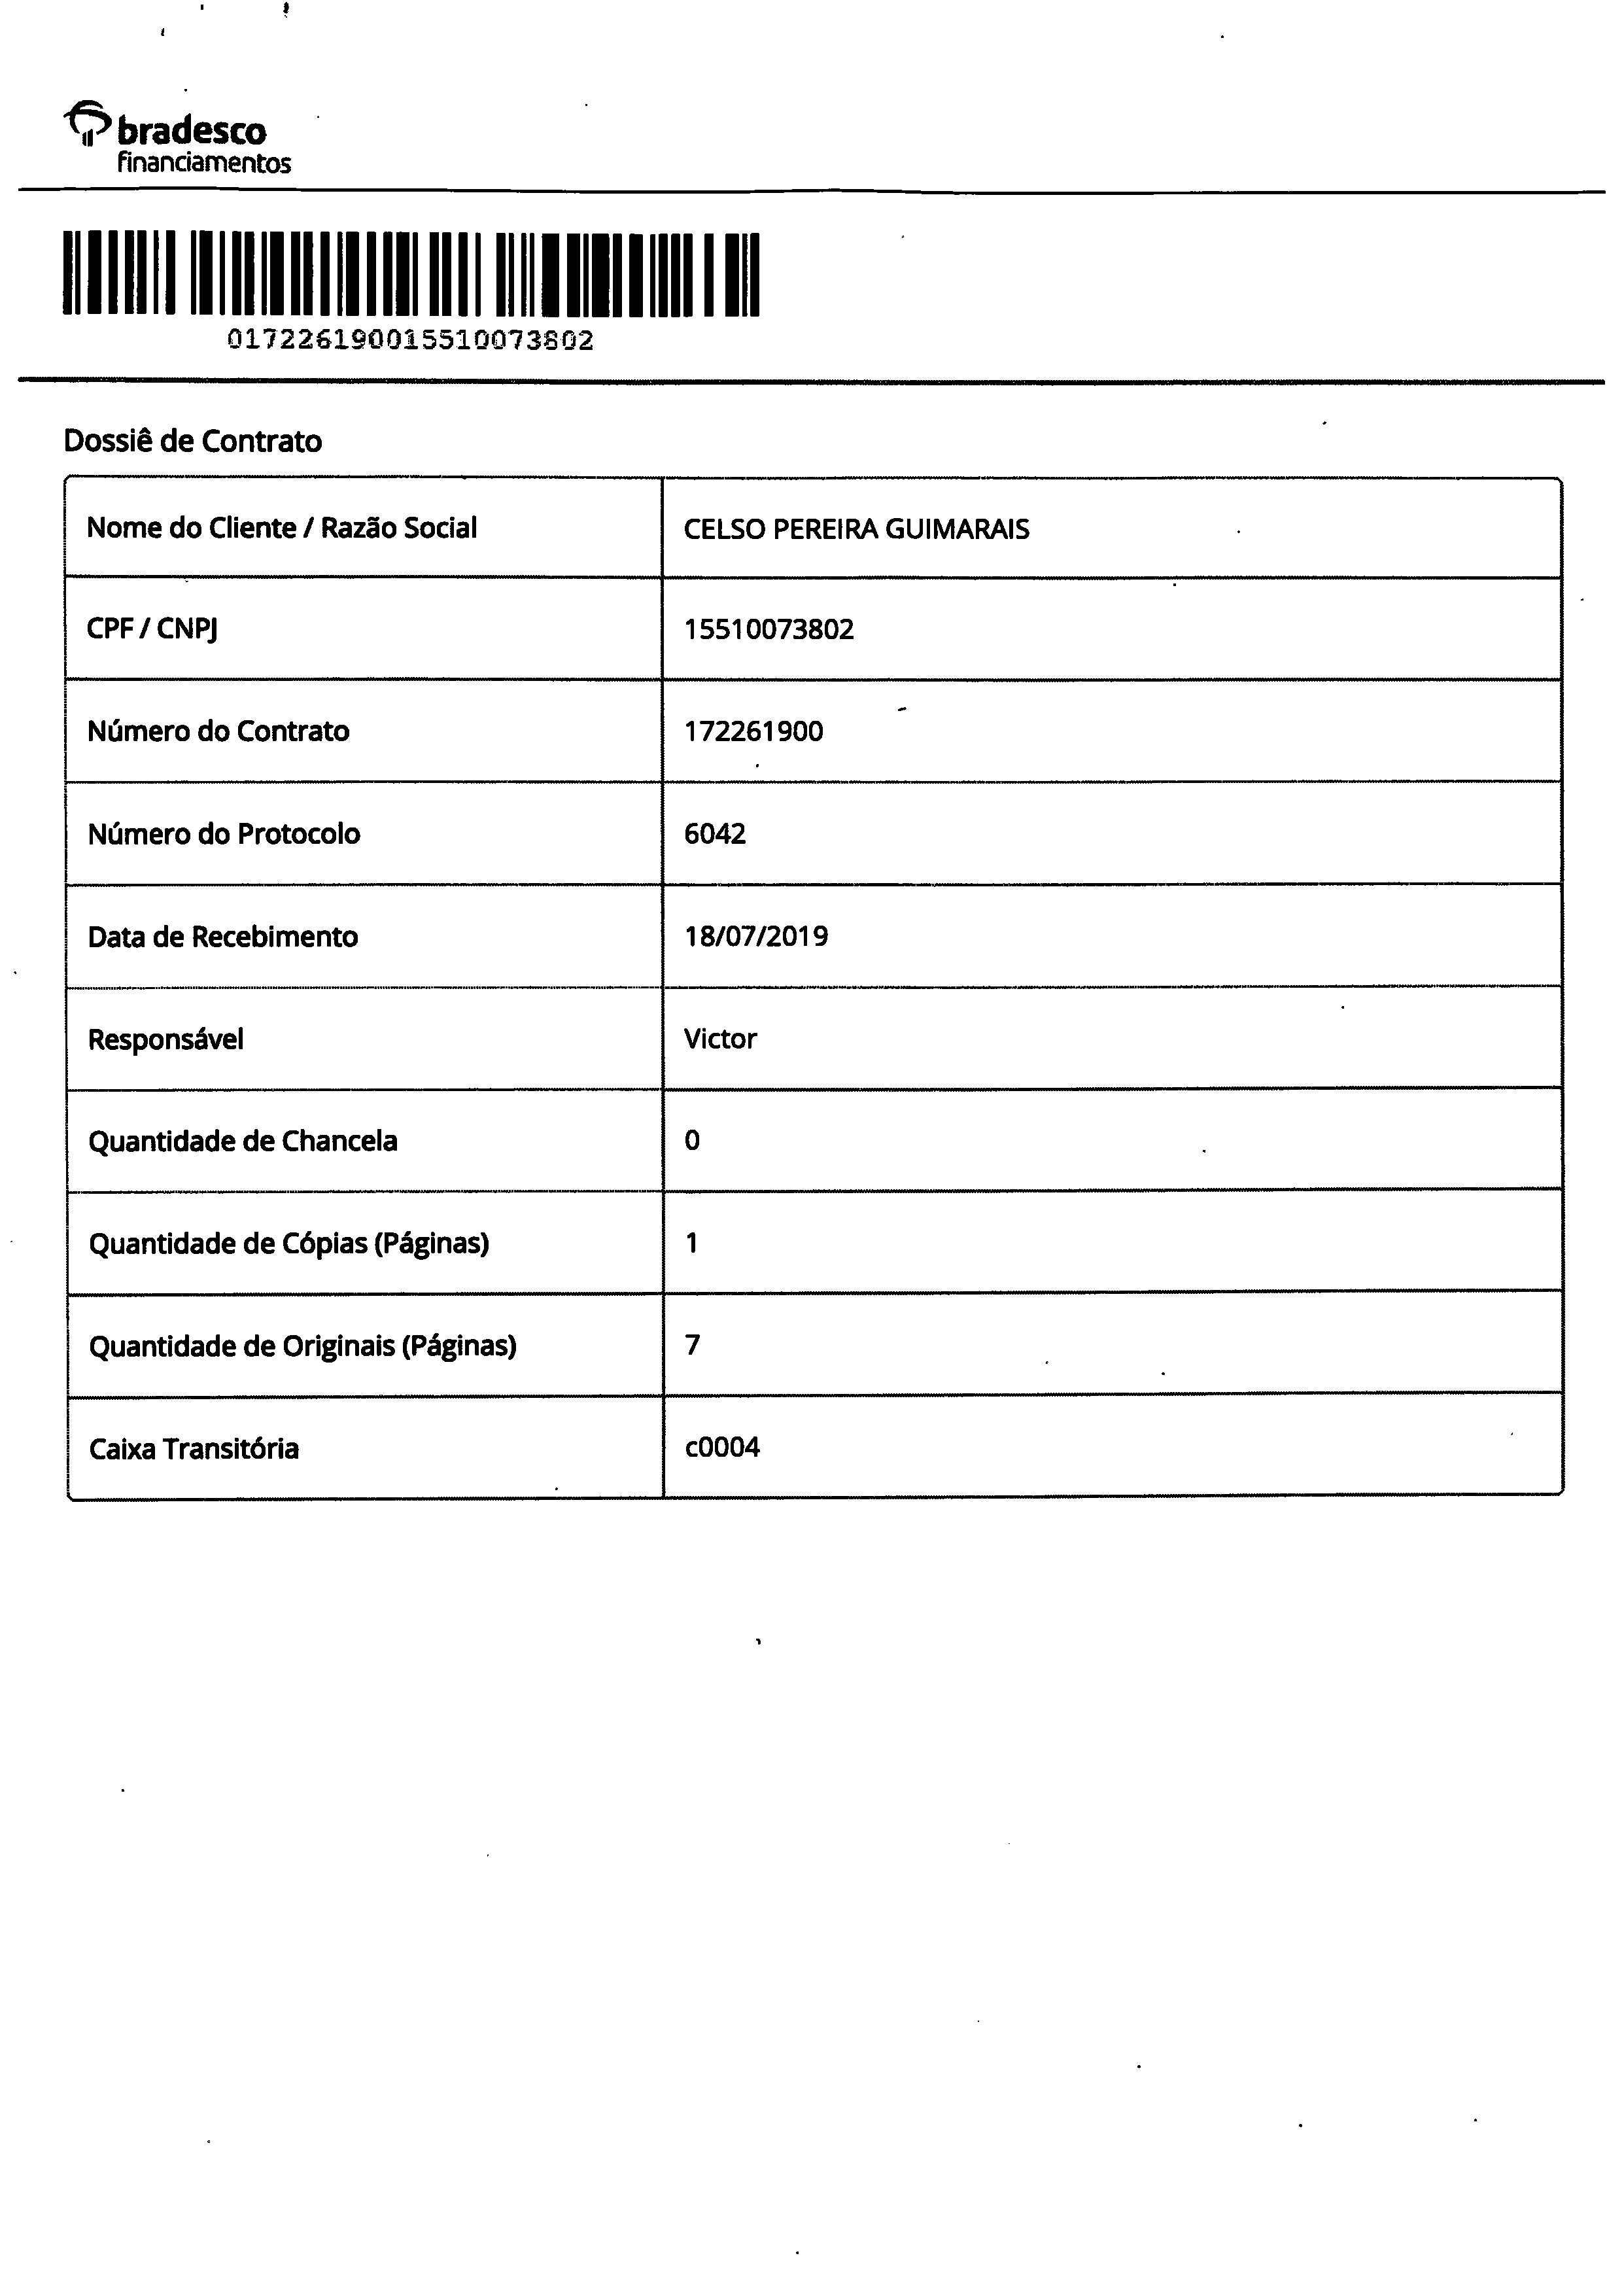 bradesco
financiamentos
017226190015510073802
Dossiê de Contrato
Nome do Cliente / Razão Social CELSO PEREIRA GUIMARAIS
CPF / CNPJ 15510073802
Número do Contrato 172261900
Número do Protocolo 6042
Data de Recebimento 18/07/2019
Responsável Victor
Quantidade de Chancela 0
Quantidade de Cópias (Páginas) 1
Quantidade de Originais (Páginas) 7
Caixa Transitória c0004